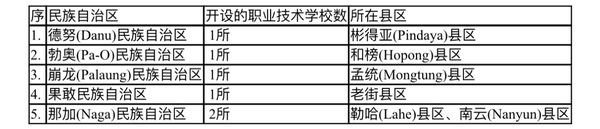 序 民族自治区 开设的职业技术学校数 所在县区
1. 德努(Danu)民族自治区 1所 彬得亚(Pindaya)县区
2. 勃奥(Pa-O)民族自治区 1所 和榜(Hopong)县区
3. 崩龙(Palaung)民族自治区 1所 孟统(Mongtung)县区
4. 果敢民族自治区 1所 老街县区
5. 那加(Naga)民族自治区 2所 勒哈(Lahe)县区、南云(Nanyun)县区